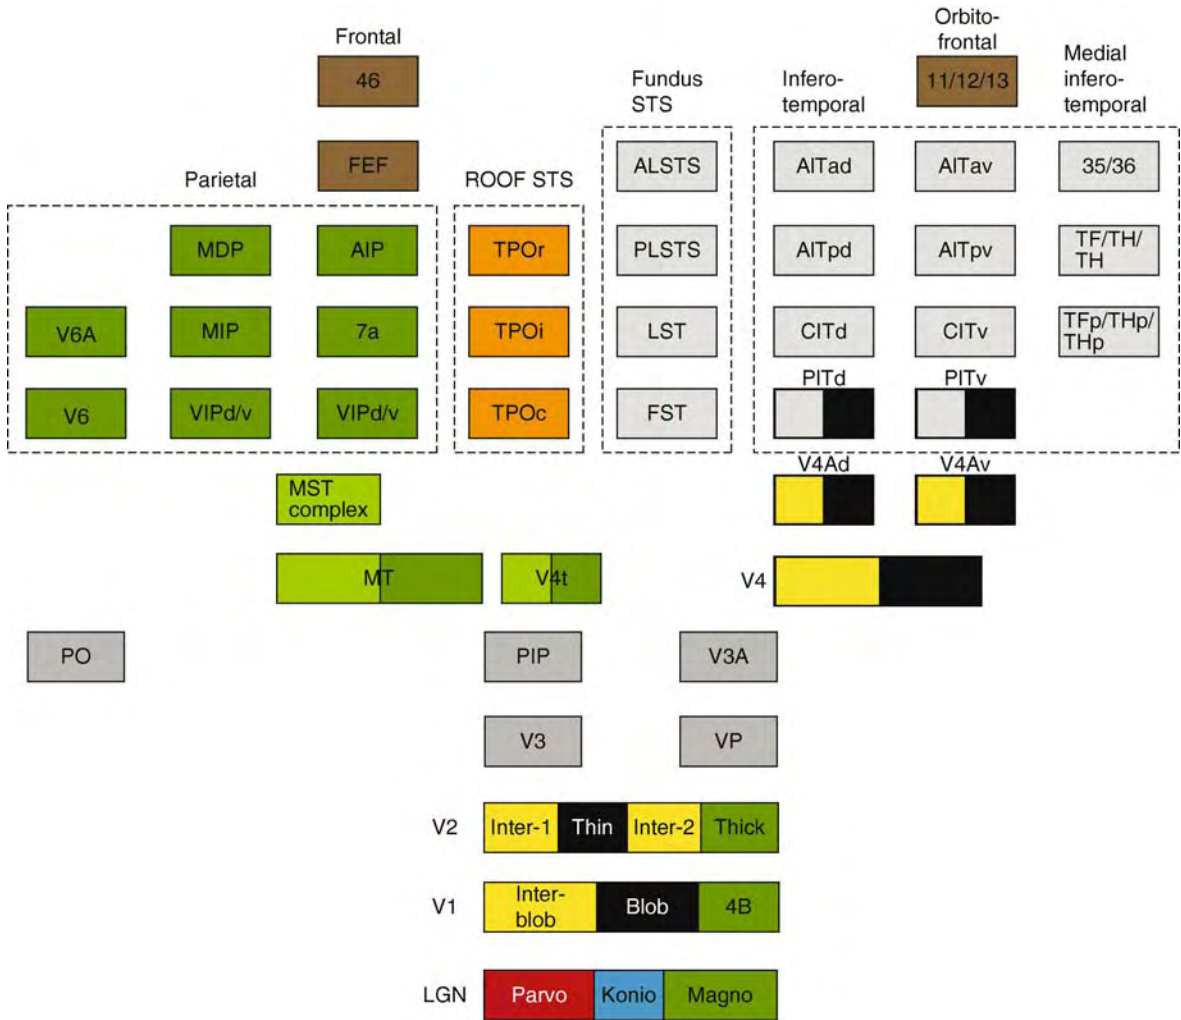 Frontal
Orbito-
frontal
46
11/12/13
Fundus
STS
Infero-
temporal
Medial
infero-
temporal
FEF
Parietal
ROOF STS
ALSTS
AITad
AITav
35/36
MDP
AIP
TPOr
PLSTS
AITpd
AITpv
TF/TH/
TH
V6A
MIP
7a
TPOi
LST
CITd
CITv
TFp/THp/
THp
PITd
PITv
V6
VIPd/v
VIPd/v
TPOc
FST
V4Ad
V4Av
MST
complex
MT
V4t
V4
PO
PIP
V3A
V3
VP
V2
Inter-1
Thin
Inter-2
Thick
V1
Inter-
blob
Blob
4B
LGN
Parvo
Konio
Magno